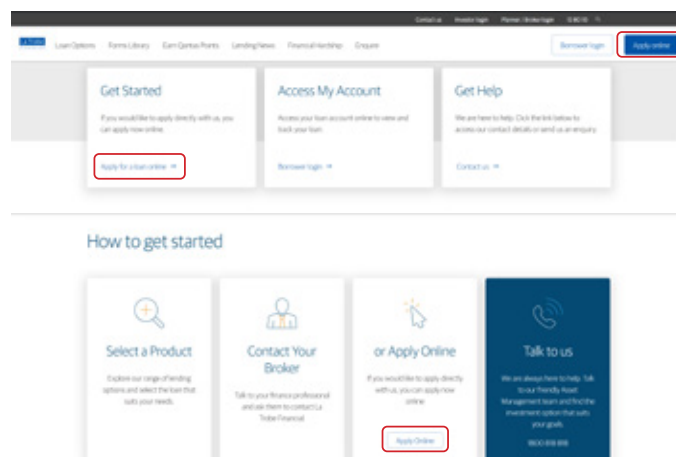 Contact us Investor login Planner / Broker login
Loan Options Forms Library Earn Qantas Points Lending News Financial Hardship Enquire Borrower login Apply online
Get Started
If you would like to apply directly with us, you
can apply now online.
Apply for a loan online →
Access My Account
Access your loan account online to view and
track your loan.
Borrower login →
Get Help
We are here to help. Click the link below to
access our contact details or send us an enquiry.
Contact us →
How to get started
Select a Product
Explore our range of lending
options and select the loan that
suits your needs.
Contact Your
Broker
Talk to your finance professional
and ask them to contact La
Trobe Financial.
or Apply Online
If you would like to apply directly
with us, you can apply now
online.
Apply Online
Talk to us
We are always here to help. Talk
to our friendly Asset
Management team and find the
investment option that suits
your goals.
1800 818 818